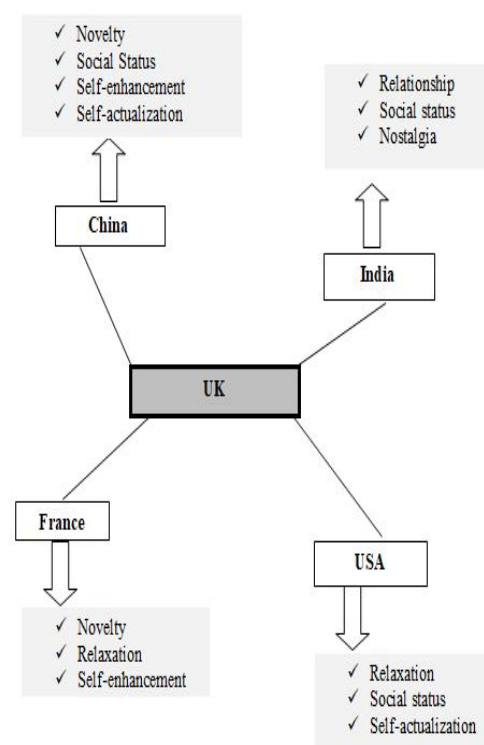 ✓ Novelty
✓ Social Status
✓ Self-enhancement
✓ Self-actualization
✓ Relationship
✓ Social status
✓ Nostalgia
China
India
UK
France
USA
✓ Novelty
✓ Relaxation
✓ Self-enhancement
✓ Relaxation
✓ Social status
✓ Self-actualization